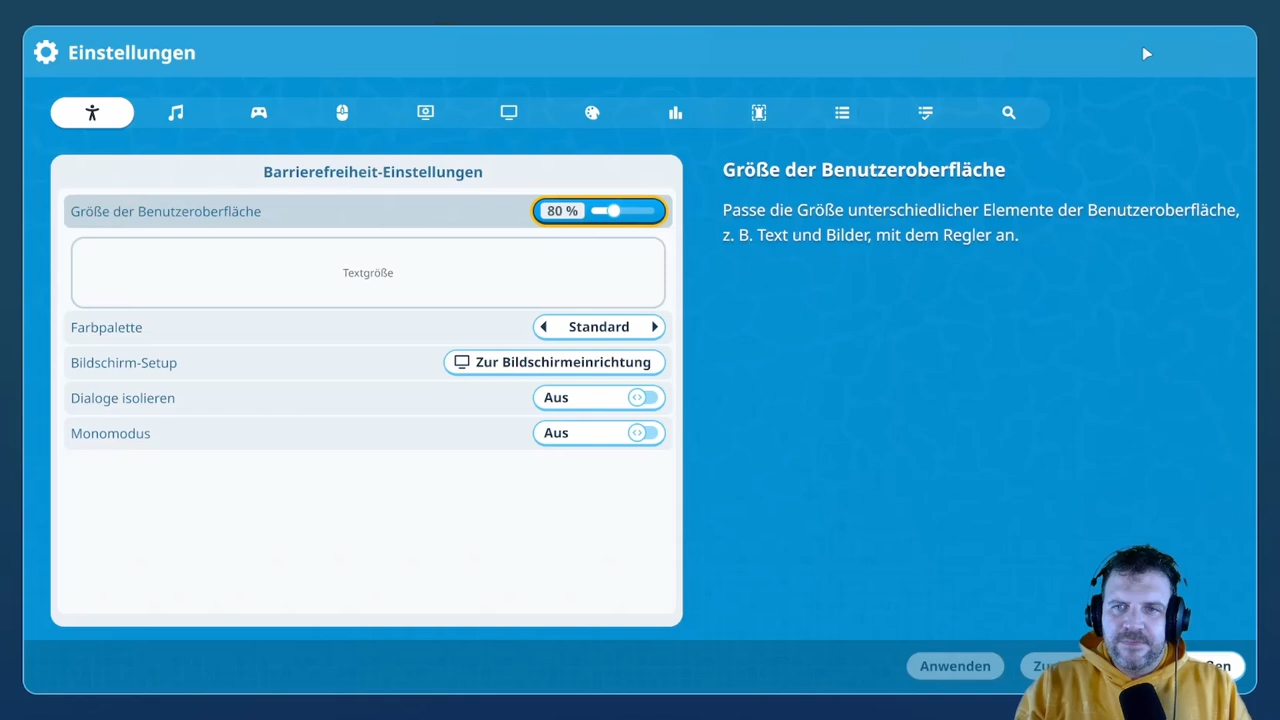 Einstellungen
Barrierefreiheit-Einstellungen
Größe der Benutzeroberfläche
80 %
Textgröße
Farbpalette
Standard
Bildschirm-Setup
Zur Bildschirmeinrichtung
Dialoge isolieren
Aus
Monomodus
Aus
Größe der Benutzeroberfläche
Passe die Größe unterschiedlicher Elemente der Benutzeroberfläche,
z. B. Text und Bilder, mit dem Regler an.
Anwenden